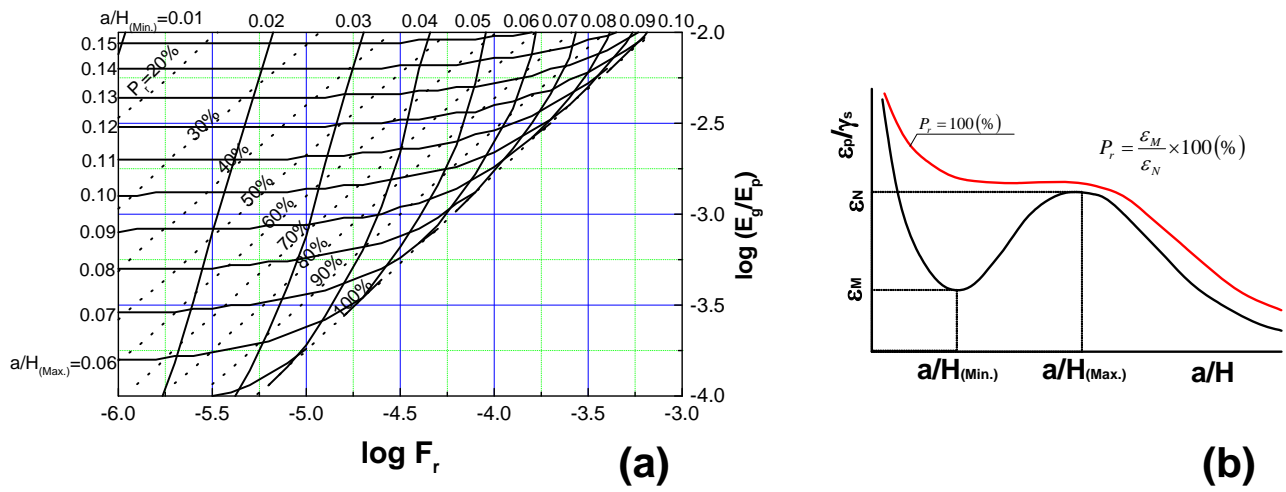 a/H(Min.)=0.01 0.02 0.03 0.04 0.05 0.06 0.07 0.08 0.09 0.10
0.15
0.14
0.13
0.12
0.11
0.10
0.09
0.08
0.07
a/H(Max.)=0.06
Pr=20%
30%
40%
50%
60%
70%
80%
90%
100%
-2.0
-2.5
-3.0
-3.5
-4.0
log (Eg/Ep)
-6.0 -5.5 -5.0 -4.5 -4.0 -3.5 -3.0
log Fr
(a)
εp/γs
εN
εM
Pr = 100(%)
Pr = εM/εN ×100(%)
a/H(Min.) a/H(Max.) a/H
(b)